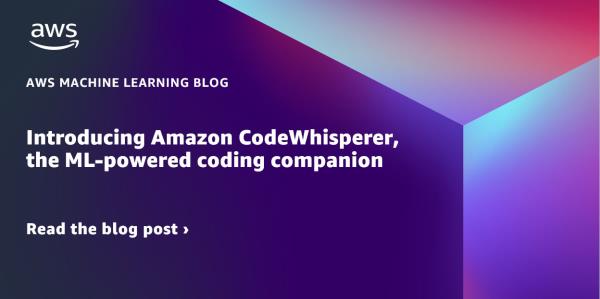 aws
AWS MACHINE LEARNING BLOG
Introducing Amazon CodeWhisperer,
the ML-powered coding companion
Read the blog post ›